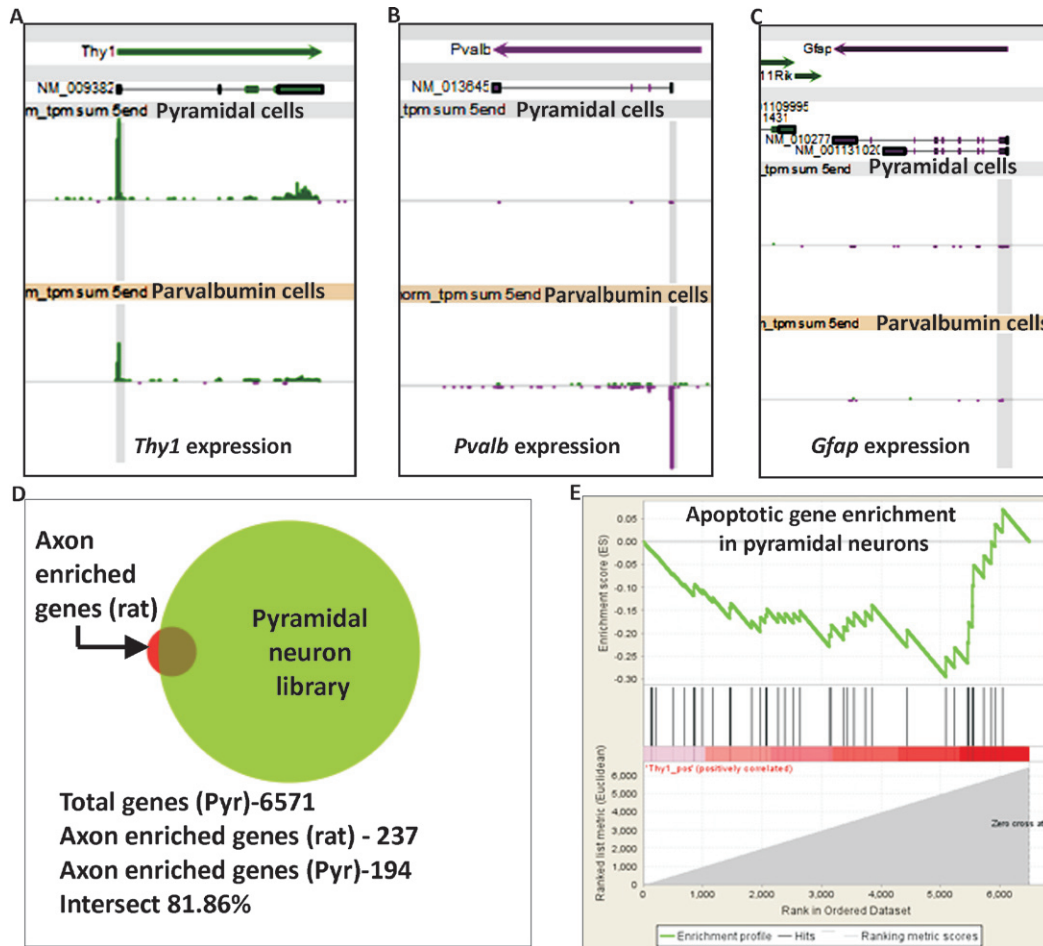 A
Thy1
NM_009382
m_tpm sum 5end Pyramidal cells
m_tpm sum 5end Parvalbumin cells
Thy1 expression
B
Pvalb
NM_013645
_tpm sum 5end Pyramidal cells
norm_tpm sum 5end Parvalbumin cells
Pvalb expression
C
Gfap
11Rik
01109995
1431
NM_010277
NM_001131020
_tpm sum 5end Pyramidal cells
n_tpm sum 5end Parvalbumin cells
Gfap expression
D
Axon
enriched
genes (rat)
Pyramidal
neuron
library
Total genes (Pyr)-6571
Axon enriched genes (rat) - 237
Axon enriched genes (Pyr)-194
Intersect 81.86%
E
Apoptotic gene enrichment
in pyramidal neurons
Enrichment score (ES)
0.05
0.00
-0.05
-0.10
-0.15
-0.20
-0.25
-0.30
'Thy1_pos' (positively correlated)
Ranked list metric (Euclidean)
6,000
5,000
4,000
3,000
2,000
1,000
0
Zero cross at
0 1,000 2,000 3,000 4,000 5,000 6,000
Rank in Ordered Dataset
Enrichment profile Hits Ranking metric scores